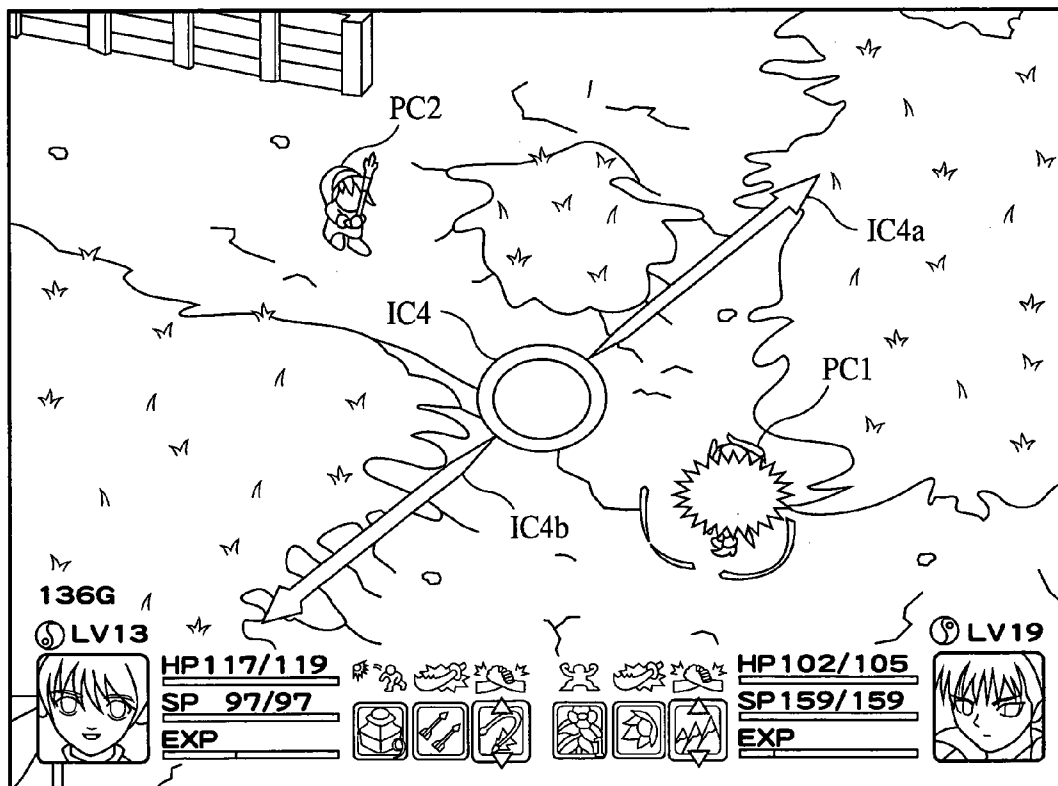 PC2
IC4a
IC4
PC1
IC4b
136G
LV13
HP117/119
SP 97/97
EXP
9
LV19
HP102/105
SP159/159
EXP